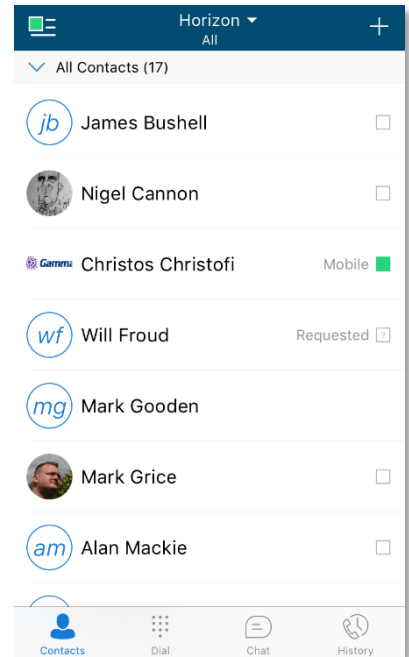 Horizon
All
All Contacts (17)
jb James Bushell
Nigel Cannon
Gamma Christos Christofi Mobile
wf Will Froud Requested ?
mg Mark Gooden
Mark Grice
am Alan Mackie
Contacts Dial Chat History